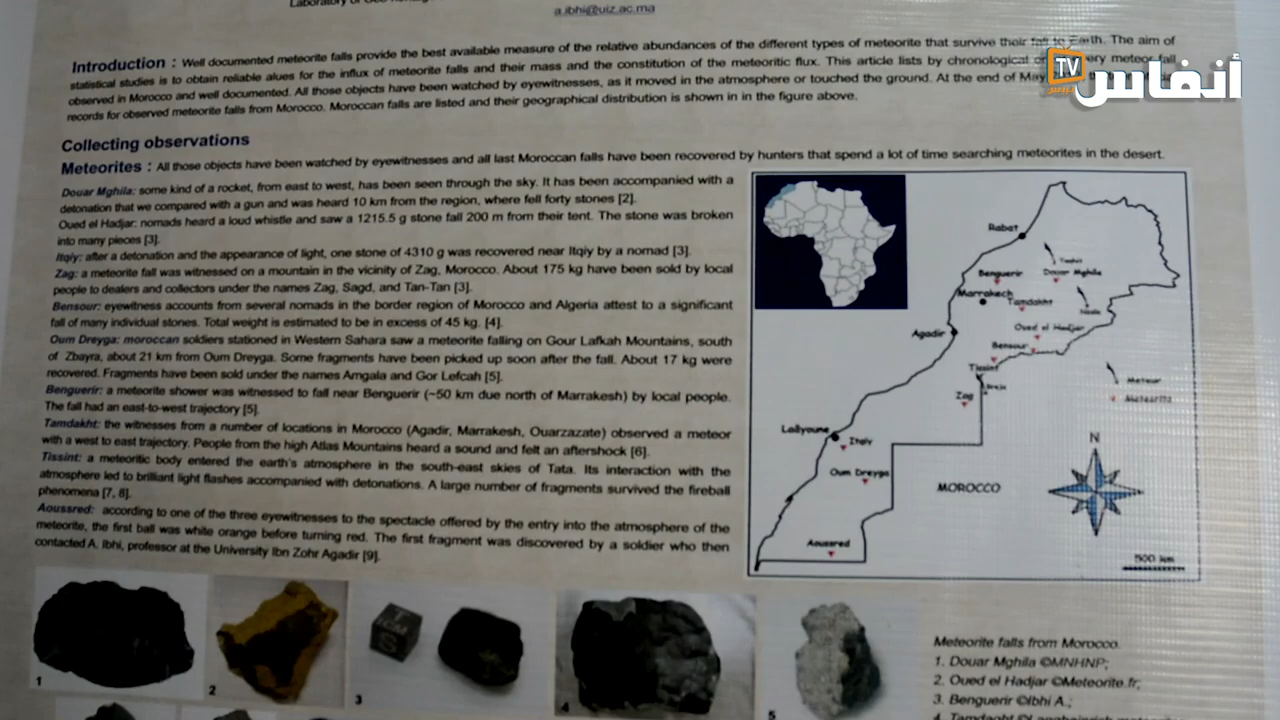 a.ibhi@uiz.ac.ma
Introduction : Well documented meteorite falls provide the best available measure of the relative abundances of the different types of meteorite that survive their fall to Earth. The aim of
statistical studies is to obtain reliable alues for the influx of meteorite falls and their mass and the constitution of the meteoritic flux. This article lists by chronological
observed in Morocco and well documented. All those objects have been watched by eyewitnesses, as it moved in the atmosphere or touched the ground. At the end of May
records for observed meteorite falls from Morocco. Moroccan falls are listed and their geographical distribution is shown in in the figure above.
TV
أنفاس
بريس
Collecting observations
Meteorites : All those objects have been watched by eyewitnesses and all last Moroccan falls have been recovered by hunters that spend a lot of time searching meteorites in the desert.
Douar Mghila: some kind of a rocket, from east to west, has been seen through the sky. It has been accompanied with a
detonation that we compared with a gun and was heard 10 km from the region, where fell forty stones [2].
Oued el Hadjar: nomads heard a loud whistle and saw a 1215.5 g stone fall 200 m from their tent. The stone was broken
into many pieces [3].
Itqiy: after a detonation and the appearance of light, one stone of 4310 g was recovered near Itqiy by a nomad [3].
Zag: a meteorite fall was witnessed on a mountain in the vicinity of Zag, Morocco. About 175 kg have been sold by local
people to dealers and collectors under the names Zag, Sagd, and Tan-Tan [3].
Bensour: eyewitness accounts from several nomads in the border region of Morocco and Algeria attest to a significant
fall of many individual stones. Total weight is estimated to be in excess of 45 kg. [4].
Oum Dreyga: moroccan soldiers stationed in Western Sahara saw a meteorite falling on Gour Lafkah Mountains, south
of Zbayra, about 21 km from Oum Dreyga. Some fragments have been picked up soon after the fall. About 17 kg were
recovered. Fragments have been sold under the names Amgala and Gor Lefcah [5].
Benguerir: a meteorite shower was witnessed to fall near Benguerir (~50 km due north of Marrakesh) by local people.
The fall had an east-to-west trajectory [5].
Tamdakht: the witnesses from a number of locations in Morocco (Agadir, Marrakesh, Ouarzazate) observed a meteor
with a west to east trajectory. People from the high Atlas Mountains heard a sound and felt an aftershock [6].
Tissint: a meteoritic body entered the earth's atmosphere in the south-east skies of Tata. Its interaction with the
atmosphere led to brilliant light flashes accompanied with detonations. A large number of fragments survived the fireball
phenomena [7, 8].
Aoussred: according to one of the three eyewitnesses to the spectacle offered by the entry into the atmosphere of the
meteorite, the first ball was white orange before turning red. The first fragment was discovered by a soldier who then
contacted A. Ibhi, professor at the University Ibn Zohr Agadir [9].
Rabat
Benguerir
Douar Mghila
Marrakech
Tamdakht
Agadir
Oued el Hadjar
Bensour
Tissint
Zag
Meteor
Meteorite
Laâyoune
Itqiy
Oum Dreyga
N
MOROCCO
Aoussred
500 km
1
2
3
4
5
Meteorite falls from Morocco.
1. Douar Mghila ©MNHNP;
2. Oued el Hadjar ©Meteorite.fr;
3. Benguerir ©Ibhi A.;